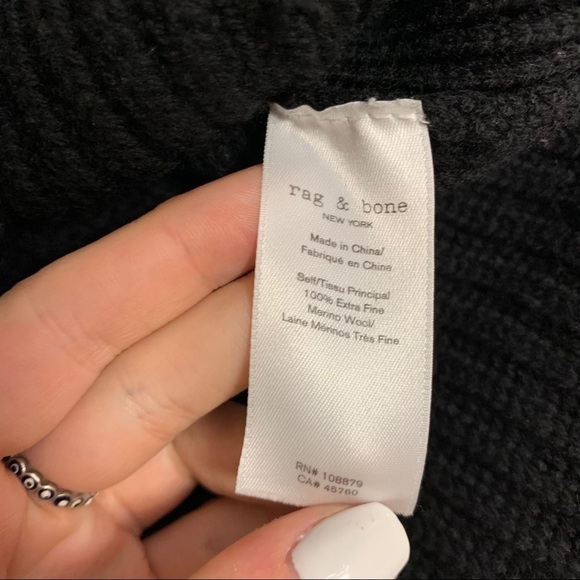 rag & bone
NEW YORK
Made in China/
Fabriqué en Chine
Self/Tissu Principal
100% Extra Fine
Merino Wool/
Laine Mérinos Très Fine
RN# 108879
CA# 45760